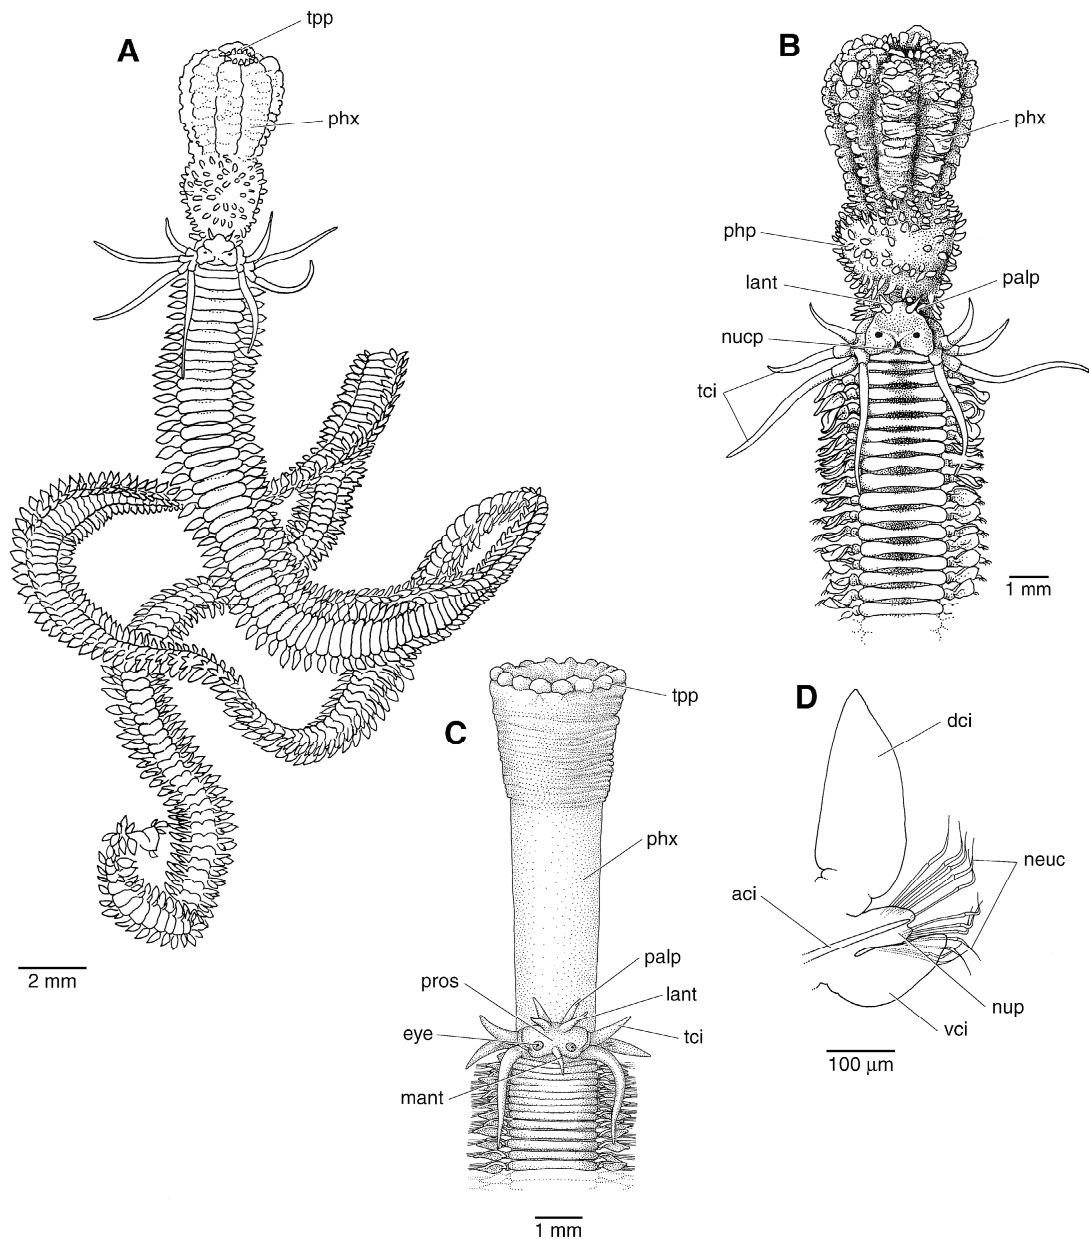 A
tpp
phx
2 mm
B
phx
php
lant
palp
nucp
tci
1 mm
C
tpp
phx
palp
pros
lant
eye
tci
mant
1 mm
D
dci
neuc
aci
nup
vci
100 μm